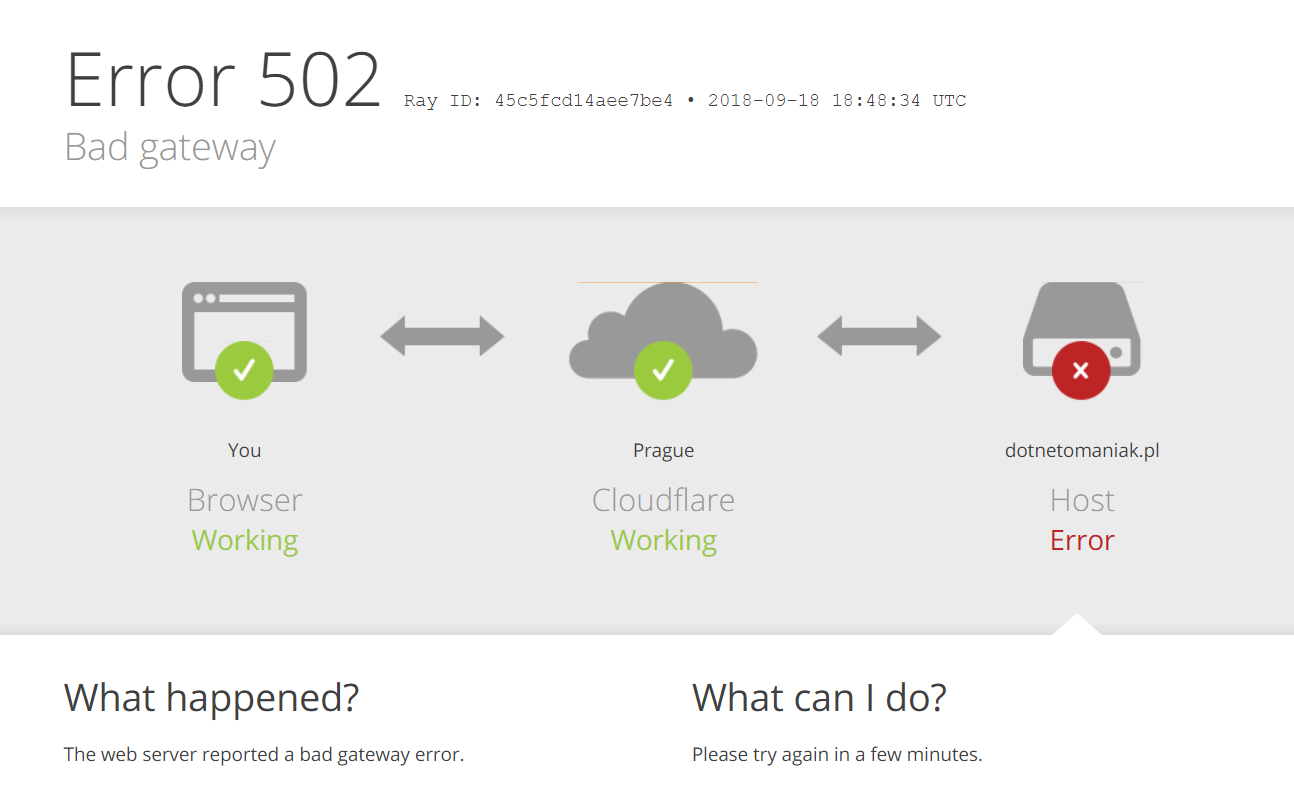 Error 502 Ray ID: 45c5fcd14aee7be4 • 2018-09-18 18:48:34 UTC
Bad gateway
You
Browser
Working
Prague
Cloudflare
Working
dotnetomaniak.pl
Host
Error
What happened?
The web server reported a bad gateway error.
What can I do?
Please try again in a few minutes.